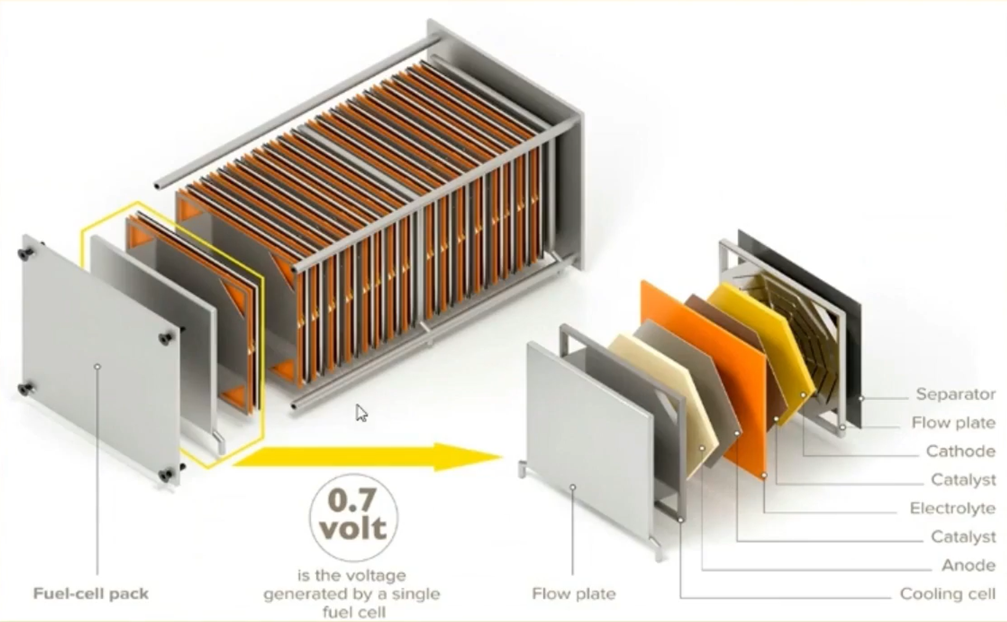 Separator
Flow plate
Cathode
Catalyst
Electrolyte
Catalyst
Anode
Cooling cell
Flow plate
0.7
volt
is the voltage
generated by a single
fuel cell
Fuel-cell pack